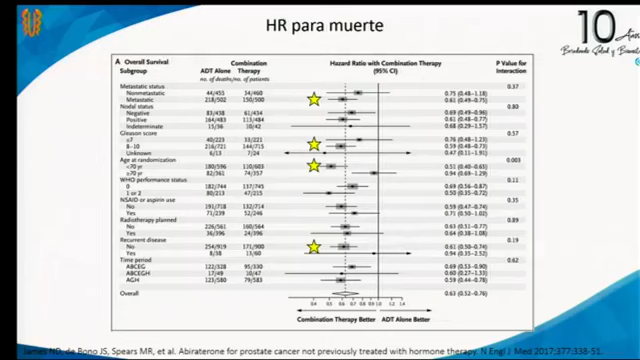 HR para muerte
10 Años
A Overall Survival
Subgroup ADT Alone Combination Therapy Hazard Ratio with Combination Therapy (95% CI) P Value for Interaction
no. of deaths/no. of patients
Metastatic status 0.37
Nonmetastatic 44/455 34/460 0.75 (0.48–1.18)
Metastatic 218/502 150/500 0.61 (0.49–0.75)
Nodal status 0.80
Negative 83/438 61/434 0.69 (0.49–0.96)
Positive 164/483 113/484 0.61 (0.48–0.77)
Indeterminate 15/36 10/42 0.68 (0.29–1.57)
Gleason score 0.57
≤7 40/223 33/221 0.76 (0.48–1.23)
8–10 216/721 144/715 0.59 (0.48–0.73)
Unknown 6/13 7/24 0.47 (0.11–1.91)
Age at randomization 0.003
<70 yr 180/596 110/603 0.51 (0.40–0.65)
≥70 yr 82/361 74/357 0.94 (0.69–1.29)
WHO performance status 0.11
0 182/744 137/745 0.69 (0.56–0.87)
1 or 2 80/213 47/215 0.50 (0.35–0.72)
NSAID or aspirin use 0.35
No 191/718 132/714 0.59 (0.47–0.74)
Yes 71/239 52/246 0.71 (0.50–1.02)
Radiotherapy planned 0.89
No 226/561 160/564 0.63 (0.51–0.77)
Yes 36/396 24/396 0.64 (0.38–1.08)
Recurrent disease 0.19
No 254/919 171/900 0.61 (0.50–0.74)
Yes 8/38 13/60 0.94 (0.35–2.52)
Time period 0.62
ABCEG 122/328 95/330 0.69 (0.53–0.90)
ABCEGH 17/49 10/47 0.60 (0.27–1.33)
AGH 123/580 79/583 0.59 (0.44–0.78)
Overall 0.63 (0.52–0.76)
0.4 0.6 0.8 1.0 1.2 1.4
Combination Therapy Better ADT Alone Better
James ND, de Bono JS, Spears MR, et al. Abiraterone for prostate cancer not previously treated with hormone therapy. N Engl J Med 2017;377:338-51.